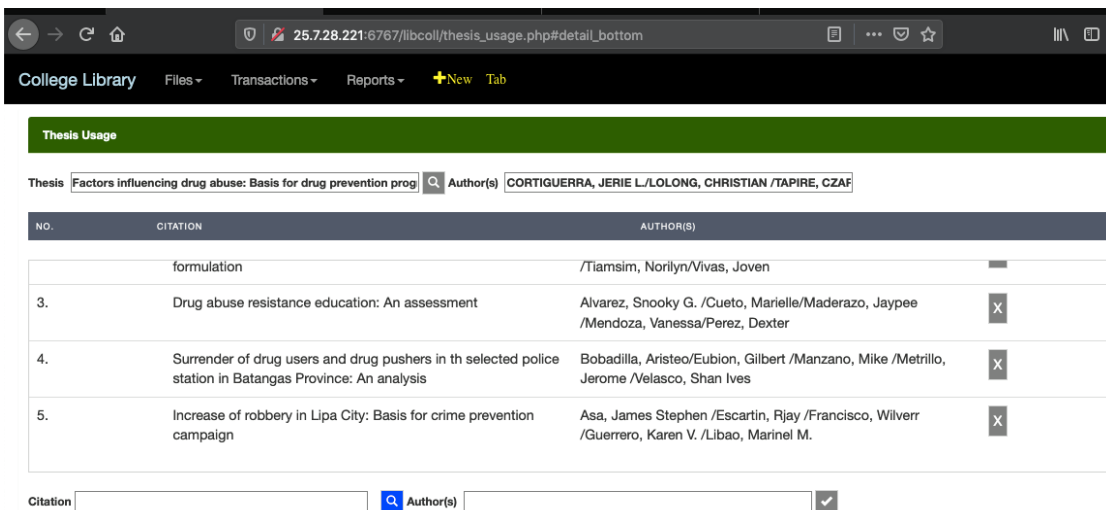 25.7.28.221:6767/libcoll/thesis_usage.php#detail_bottom
College Library Files Transactions Reports +New Tab
Thesis Usage
Thesis Factors influencing drug abuse: Basis for drug prevention prog Author(s) CORTIGUERRA, JERIE L./LOLONG, CHRISTIAN /TAPIRE, CZAR
NO. CITATION AUTHOR(S)
formulation /Tiamsim, Norilyn/Vivas, Joven
3. Drug abuse resistance education: An assessment Alvarez, Snooky G. /Cueto, Marielle/Maderazo, Jaypee X
/Mendoza, Vanessa/Perez, Dexter
4. Surrender of drug users and drug pushers in th selected police Bobadilla, Aristeo/Eubion, Gilbert /Manzano, Mike /Metrillo, X
station in Batangas Province: An analysis Jerome /Velasco, Shan Ives
5. Increase of robbery in Lipa City: Basis for crime prevention Asa, James Stephen /Escartin, Rjay /Francisco, Wilverr X
campaign /Guerrero, Karen V. /Libao, Marinel M.
Citation Author(s)